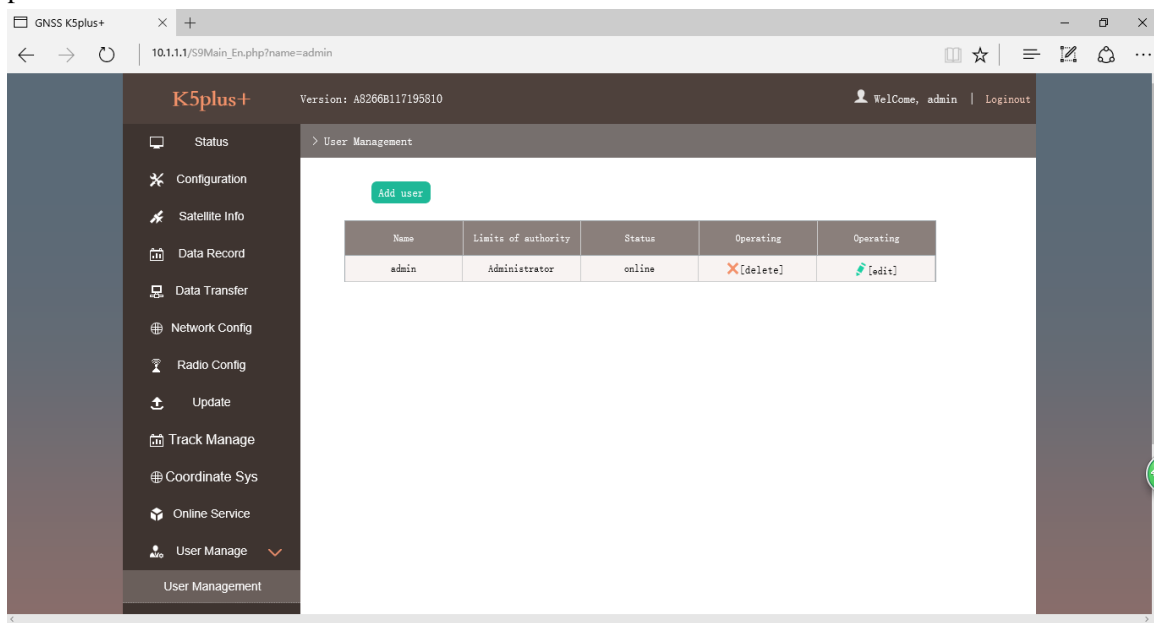 GNSS K5plus+
10.1.1.1/S9Main_En.php?name=admin
K5plus+ Version: A8266B117195810 WelCome, admin | Loginout
> User Management
Status
Configuration
Satellite Info
Data Record
Data Transfer
Network Config
Radio Config
Update
Track Manage
Coordinate Sys
Online Service
User Manage
User Management
Add user
Name Limits of authority Status Operating Operating
admin Administrator online [delete] [edit]